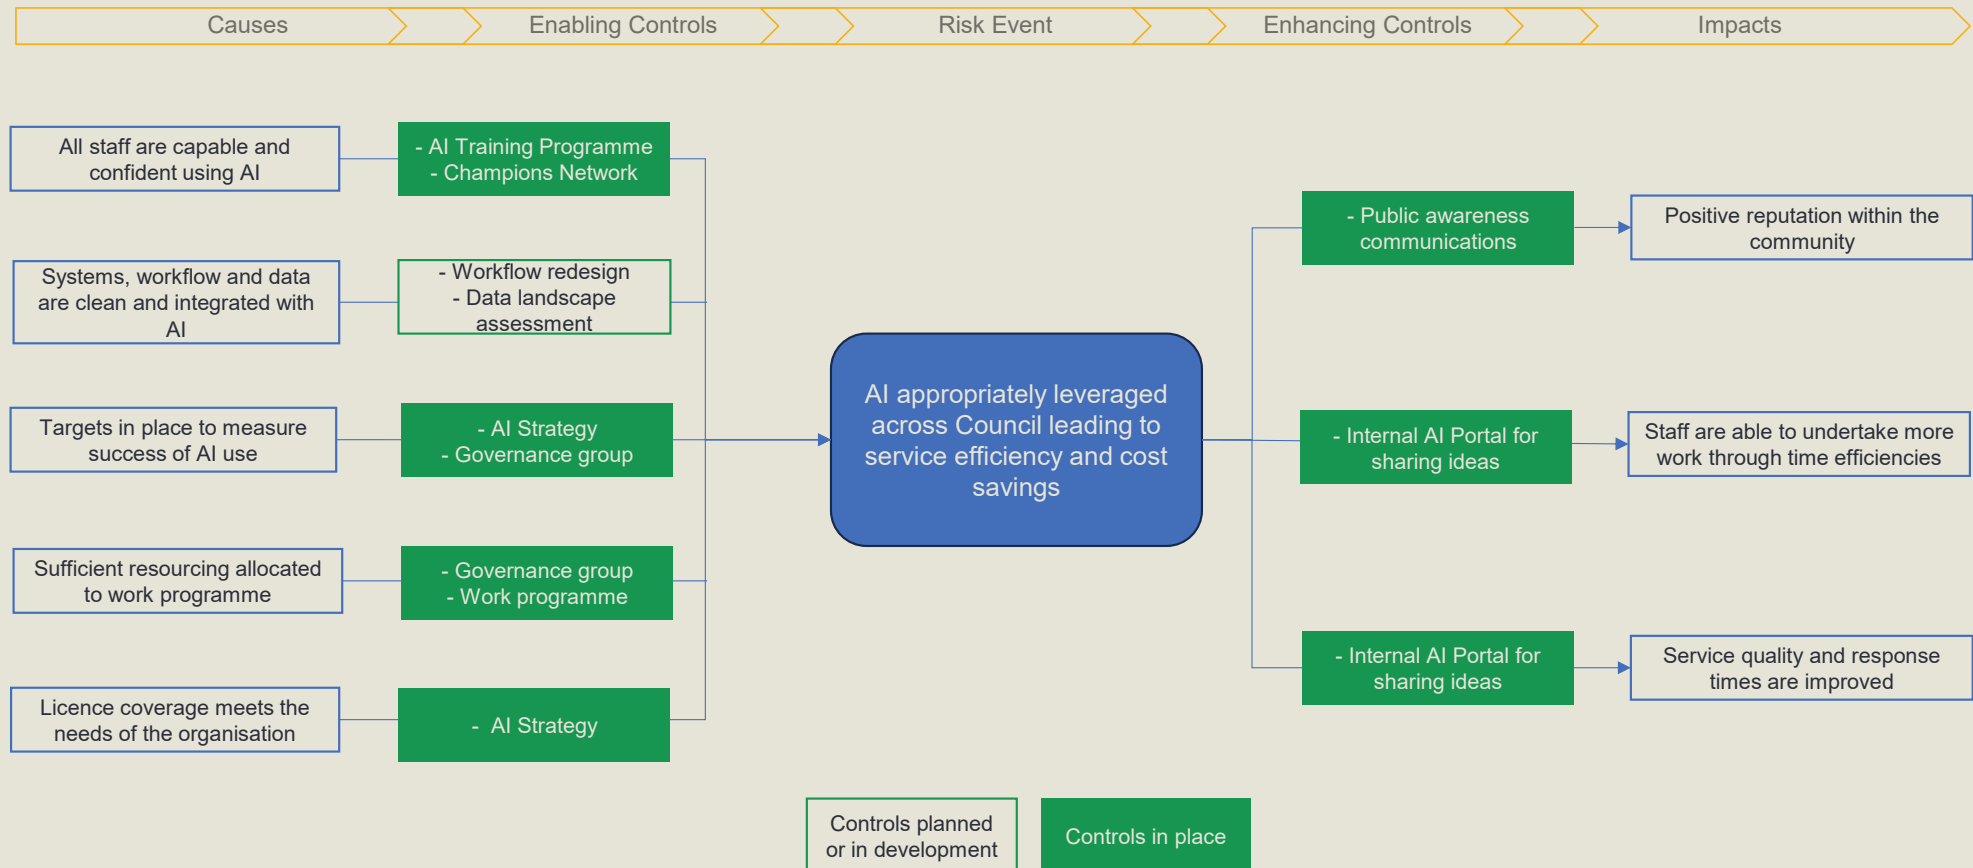 Causes
Enabling Controls
Risk Event
Enhancing Controls
Impacts
All staff are capable and
confident using AI
- AI Training Programme
- Champions Network
Systems, workflow and data
are clean and integrated with
AI
- Workflow redesign
- Data landscape
assessment
Targets in place to measure
success of AI use
- AI Strategy
- Governance group
Sufficient resourcing allocated
to work programme
- Governance group
- Work programme
Licence coverage meets the
needs of the organisation
- AI Strategy
AI appropriately leveraged
across Council leading to
service efficiency and cost
savings
- Public awareness
communications
Positive reputation within the
community
- Internal AI Portal for
sharing ideas
Staff are able to undertake more
work through time efficiencies
- Internal AI Portal for
sharing ideas
Service quality and response
times are improved
Controls planned
or in development
Controls in place